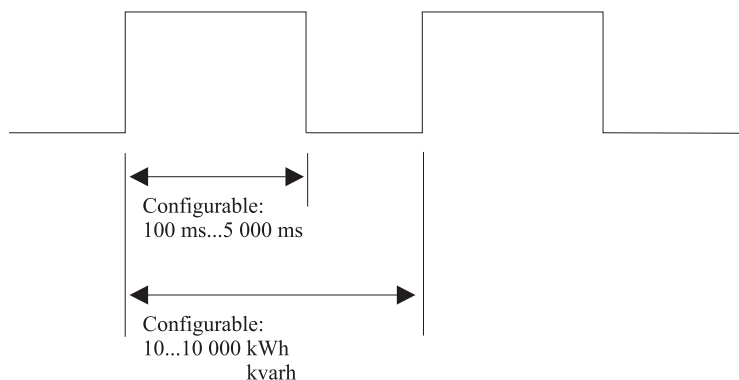 Configurable:
100 ms...5 000 ms
Configurable:
10...10 000 kWh
kvarh